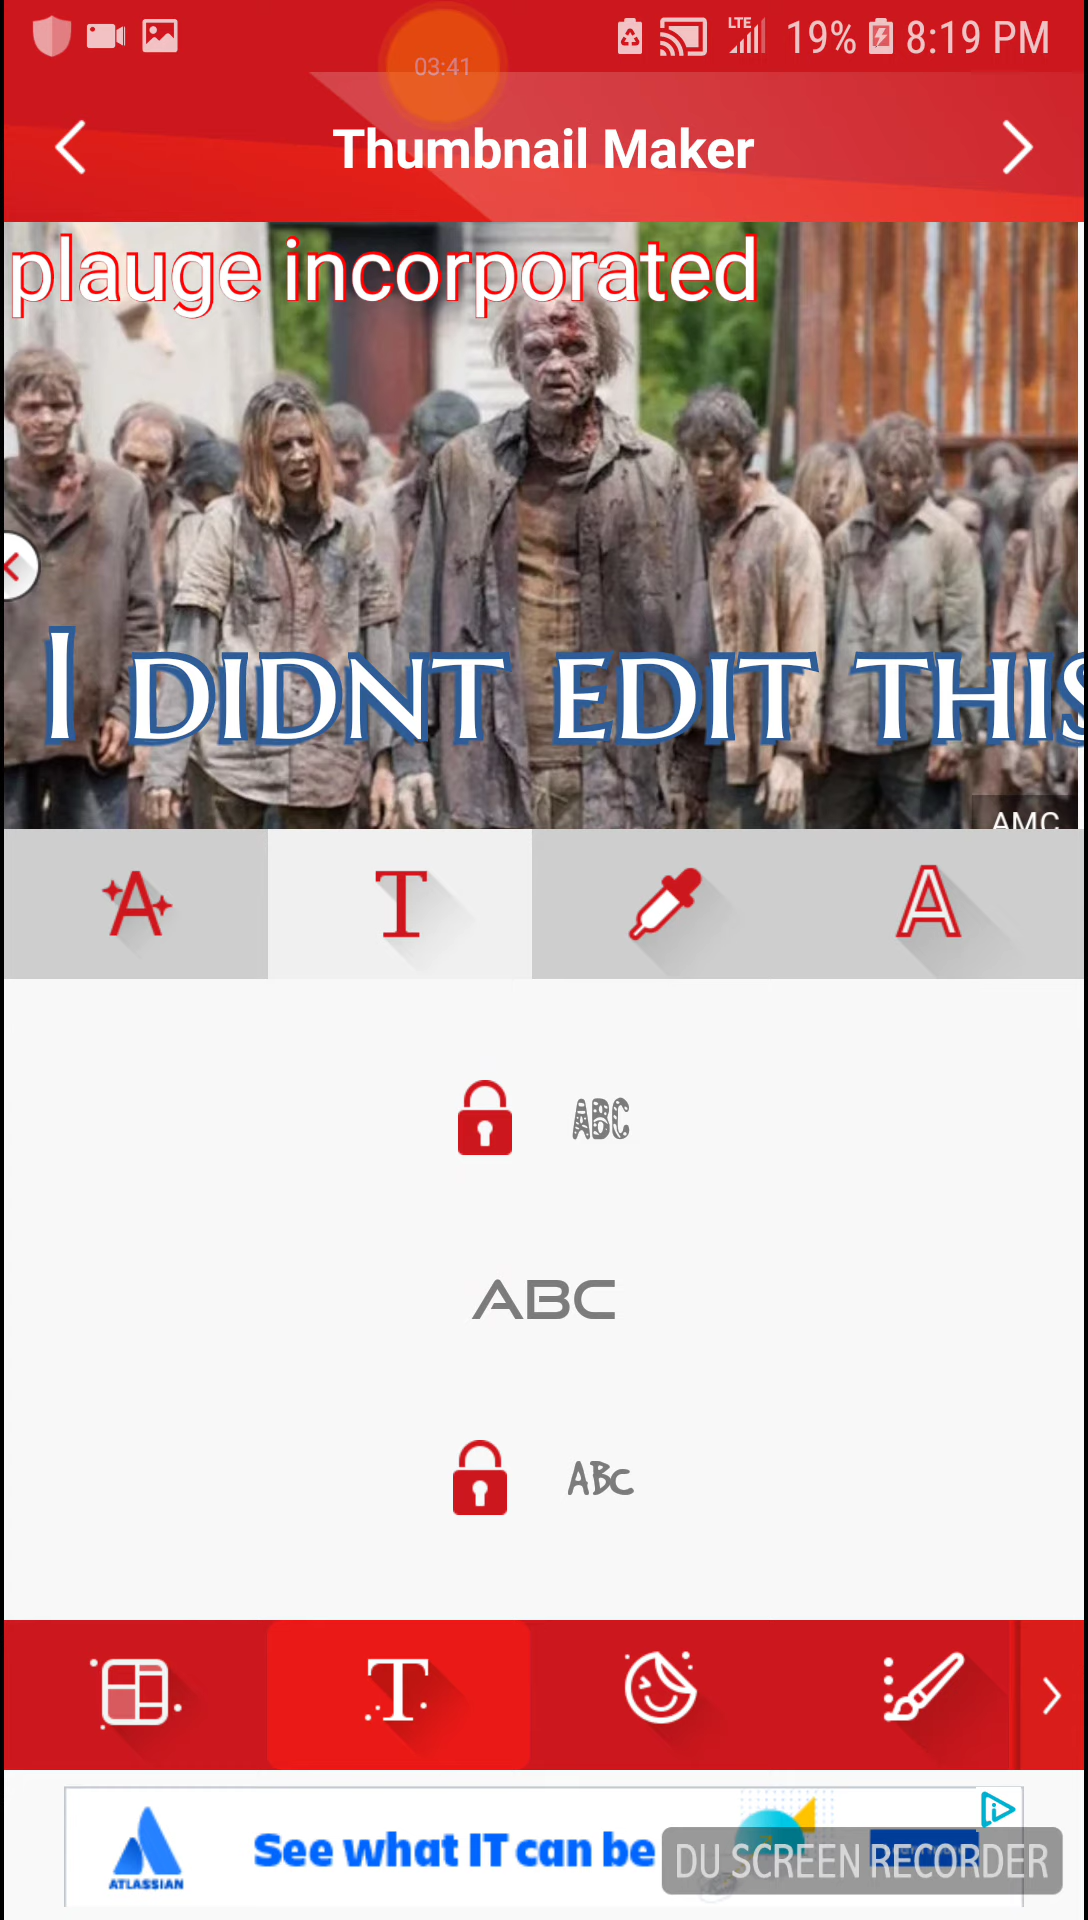 03:41
LTE
19%
8:19 PM
Thumbnail Maker
plauge incorporated
I DIDNT EDIT THIS
AMC
T
A
ABC
ABC
ABC
T
ATLASSIAN
See what IT can be
DU SCREEN RECORDER